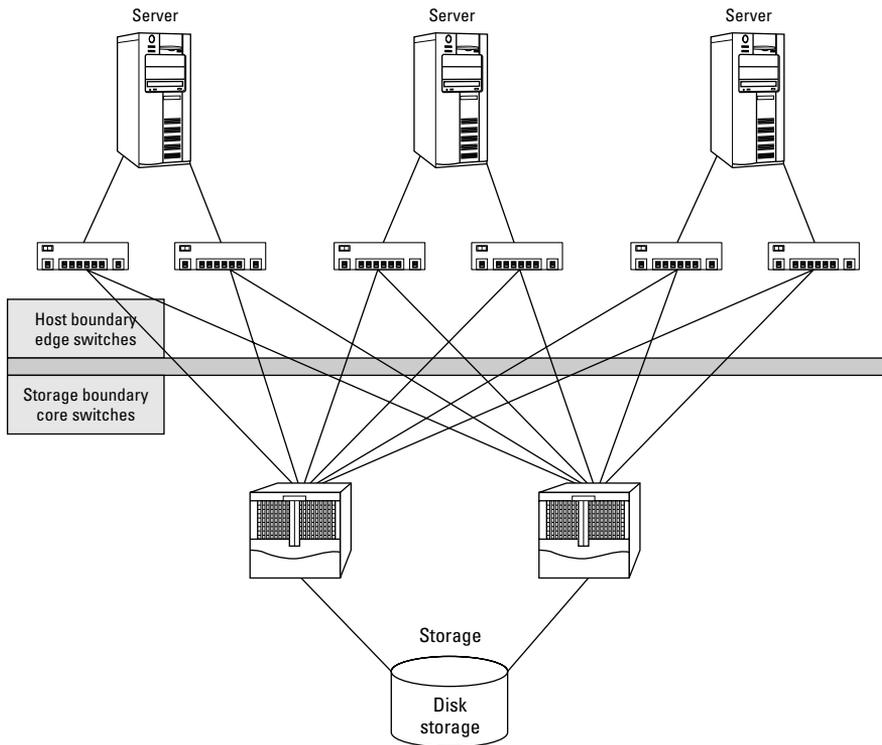 Server
Server
Server
Host boundary
edge switches
Storage boundary
core switches
Storage
Disk
storage